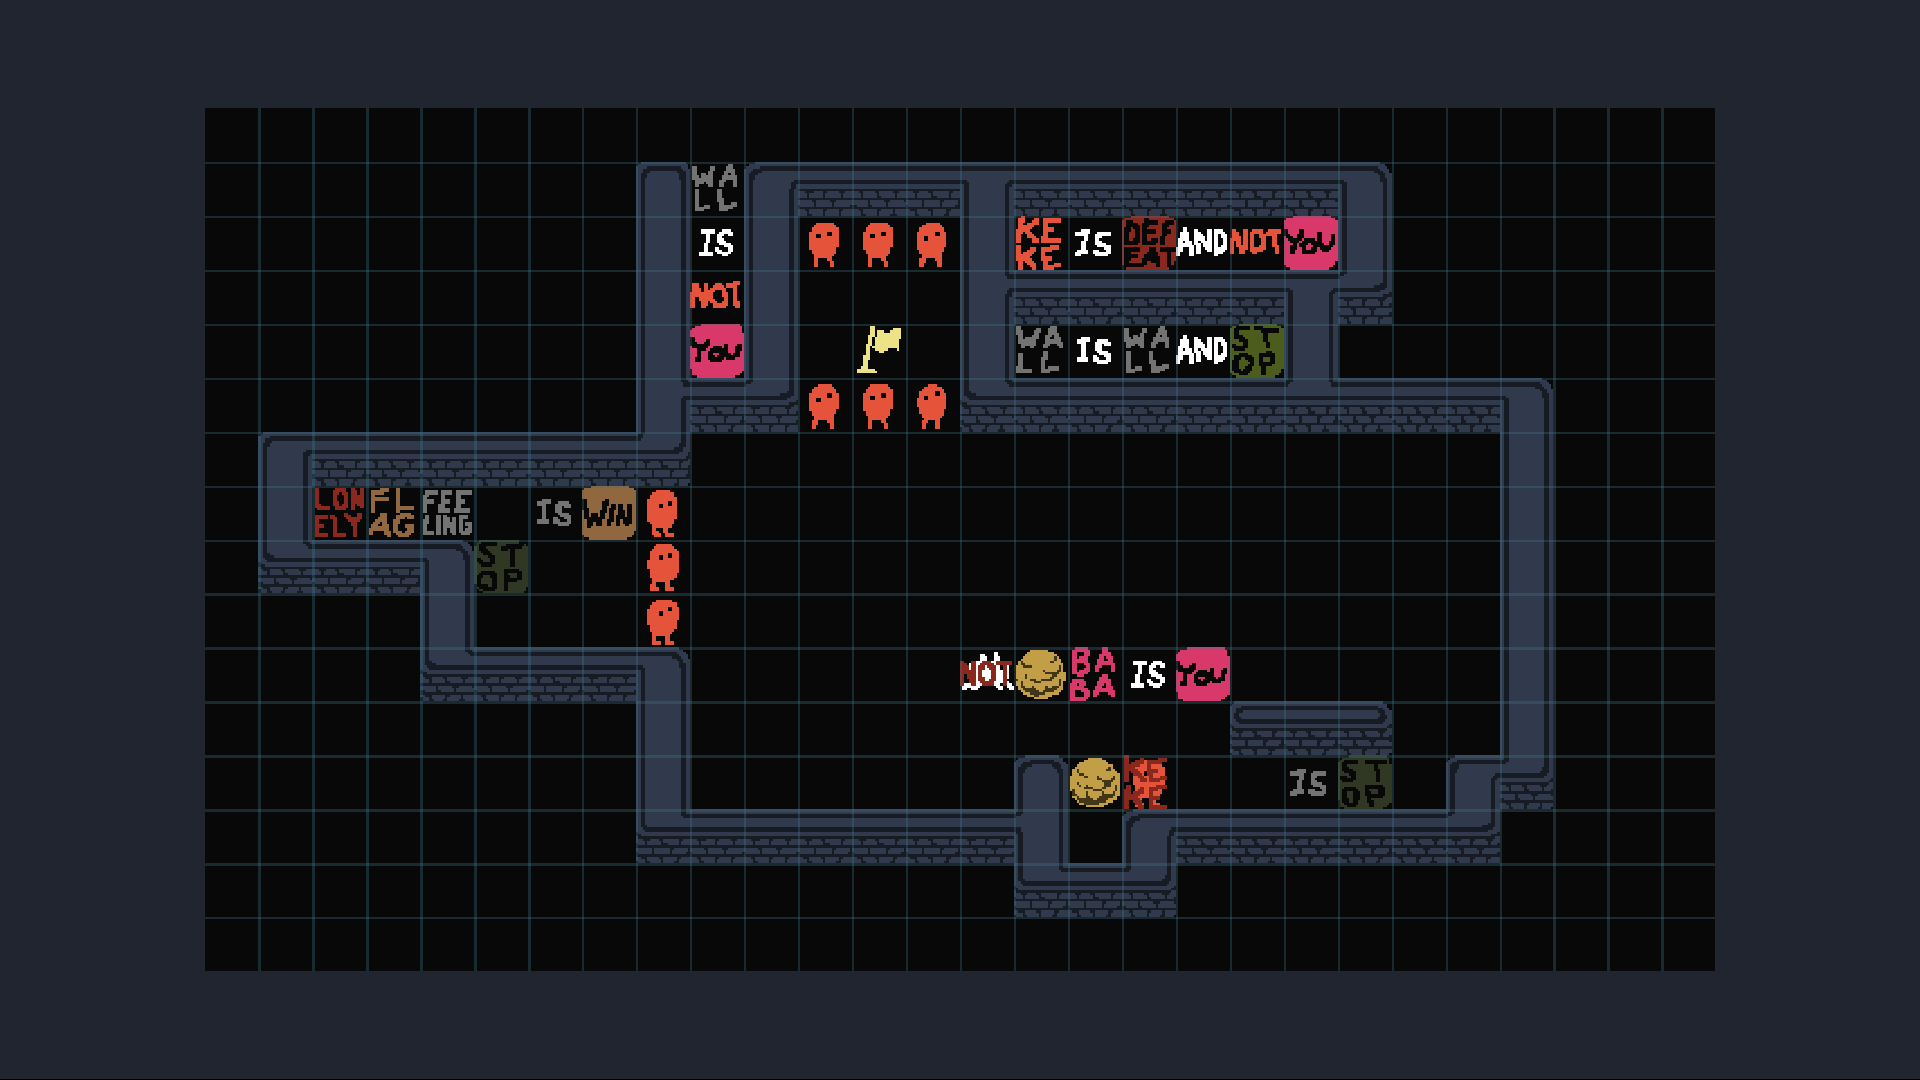 WALL
IS
NOT
YOU
KEKE IS DEFEAT AND NOT YOU
WALL IS WALL AND STOP
LONELY FLAG FEELING IS WIN
STOP
NOT BABA IS YOU
KEKE IS STOP